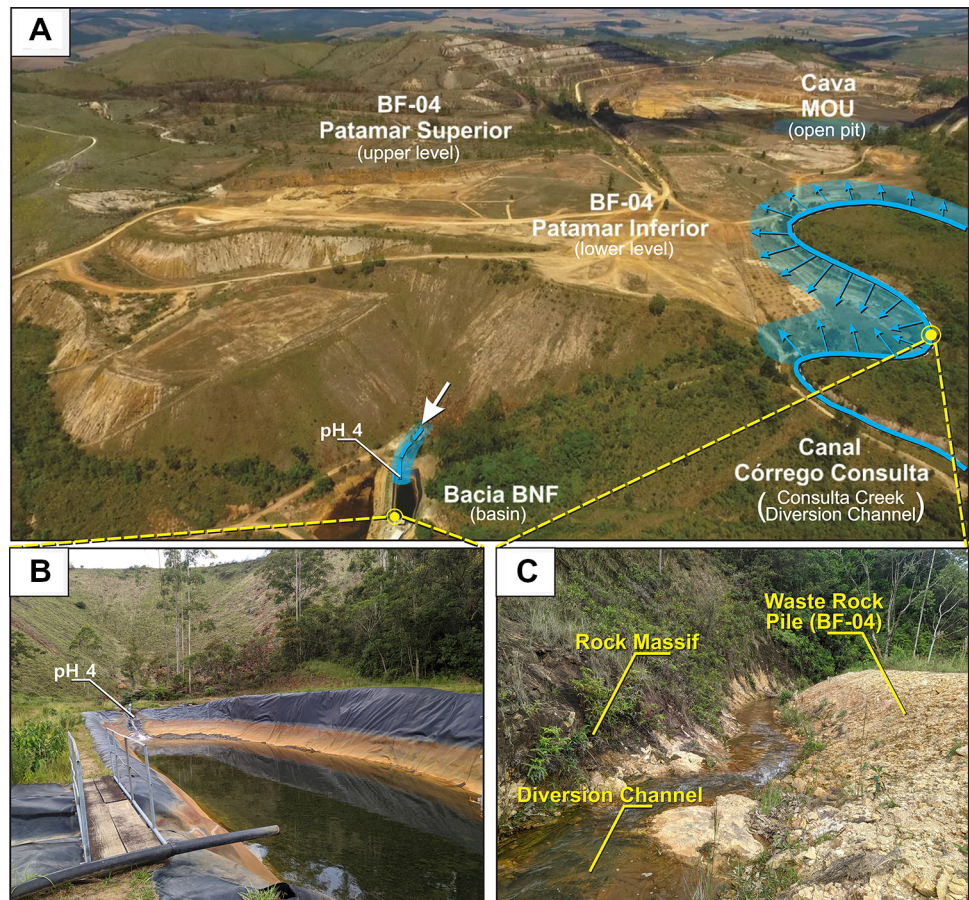 A
BF-04
Patamar Superior
(upper level)
Cava
MOU
(open pit)
BF-04
Patamar Inferior
(lower level)
pH 4
Bacia BNF
(basin)
Canal
Córrego Consulta
(Consulta Creek
Diversion Channel)
B
pH 4
C
Rock Massif
Waste Rock
Pile (BF-04)
Diversion Channel